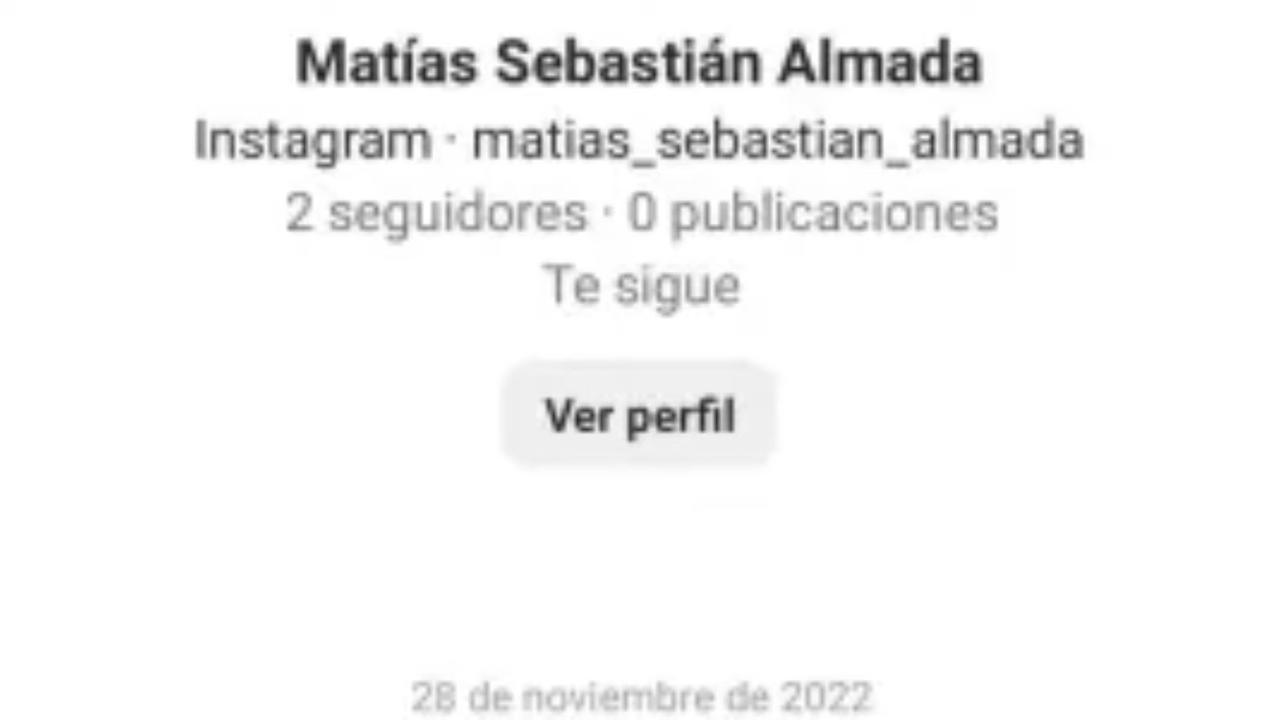 Matías Sebastián Almada
Instagram · matias_sebastian_almada
2 seguidores · 0 publicaciones
Te sigue
Ver perfil
28 de noviembre de 2022